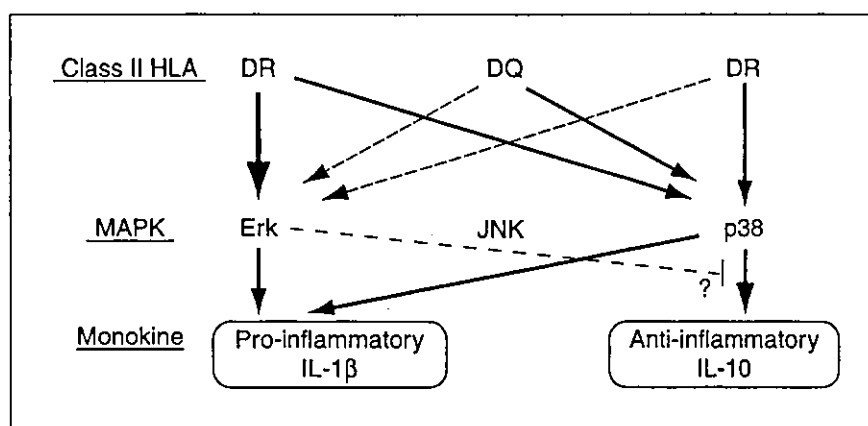 Class II HLA DR DQ DR
MAPK Erk JNK p38
?
Monokine Pro-inflammatory Anti-inflammatory
IL-1β IL-10